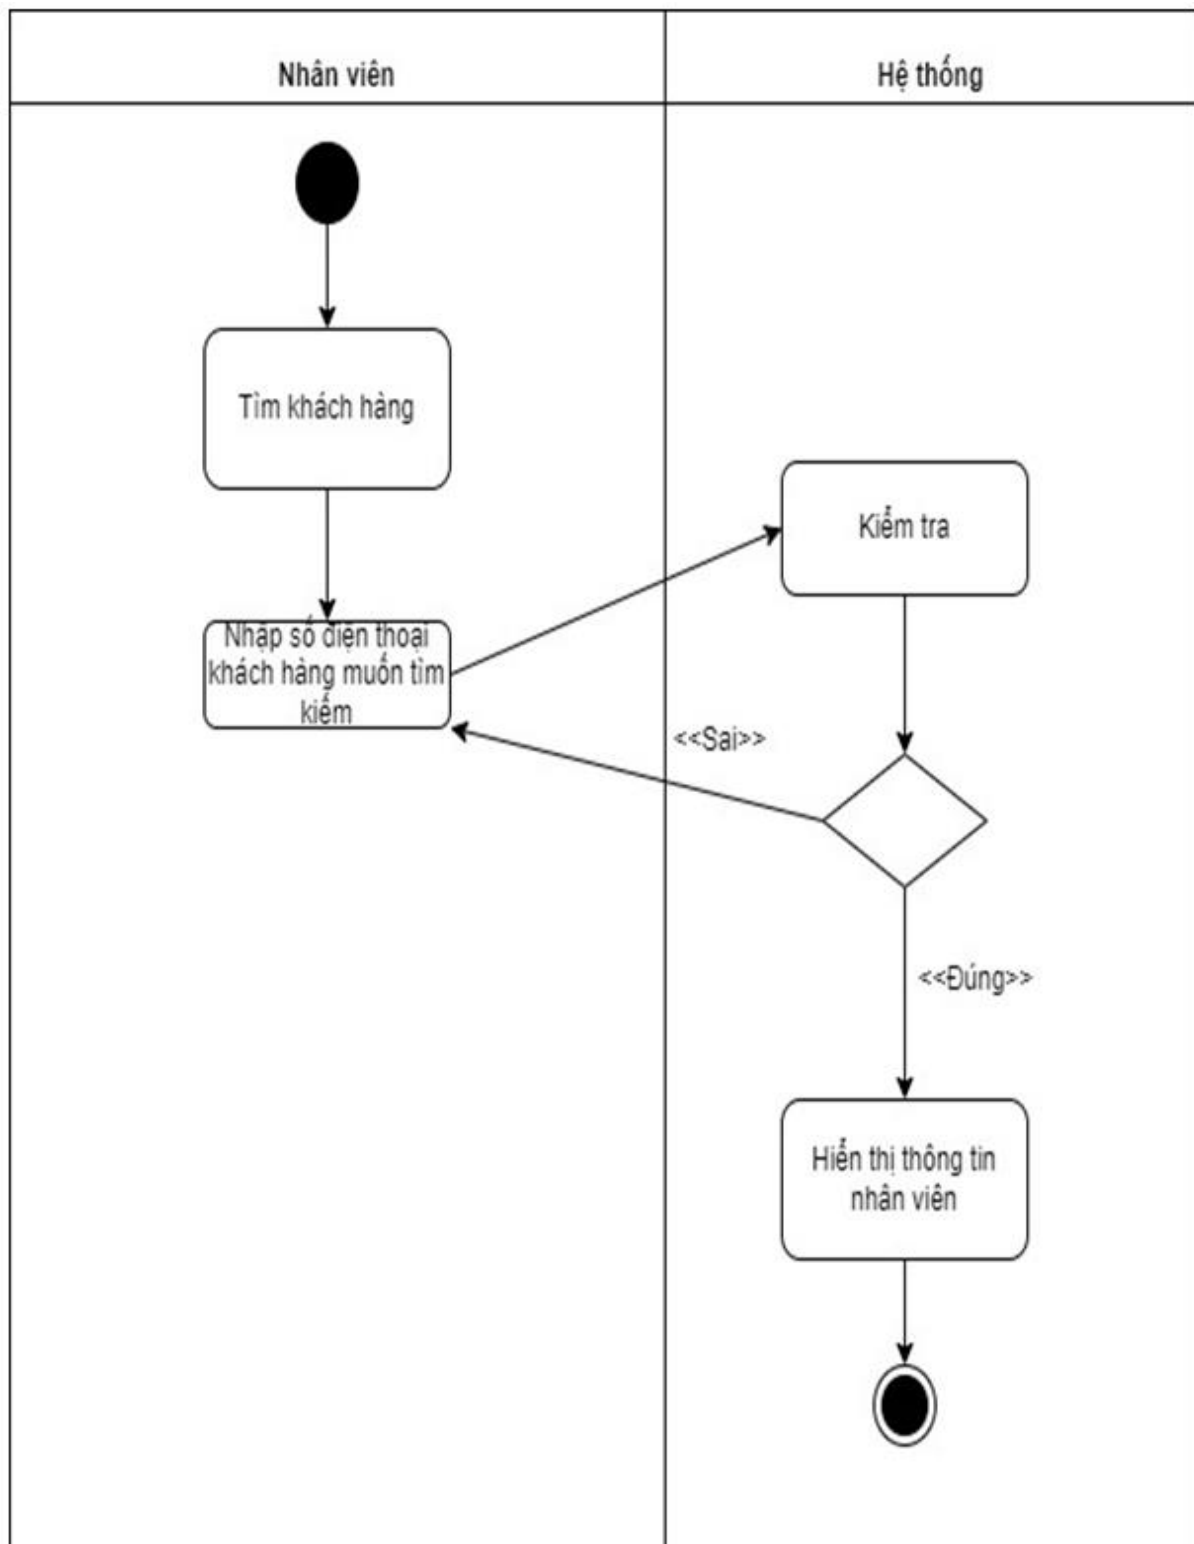 Nhân viên
Hệ thống
Tìm khách hàng
Kiểm tra
Nhập số điện thoại
khách hàng muốn tìm
kiếm
<<Sai>>
<<Đúng>>
Hiển thị thông tin
nhân viên